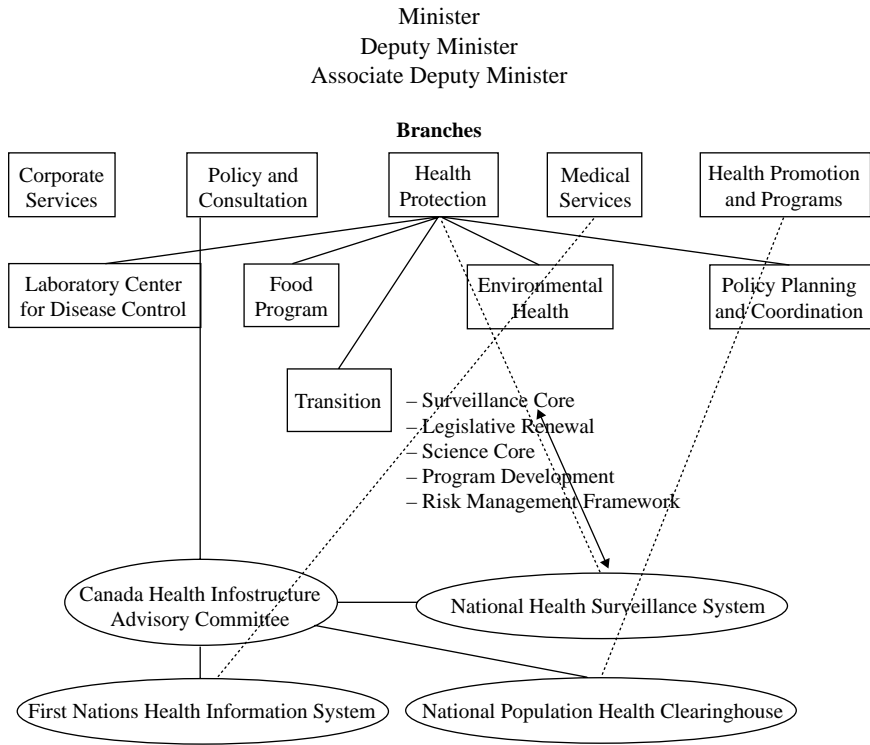 Minister
Deputy Minister
Associate Deputy Minister
Branches
Corporate
Services
Policy and
Consultation
Health
Protection
Medical
Services
Health Promotion
and Programs
Laboratory Center
for Disease Control
Food
Program
Environmental
Health
Policy Planning
and Coordination
Transition
– Surveillance Core
– Legislative Renewal
– Science Core
– Program Development
– Risk Management Framework
Canada Health Infostructure
Advisory Committee
National Health Surveillance System
First Nations Health Information System
National Population Health Clearinghouse